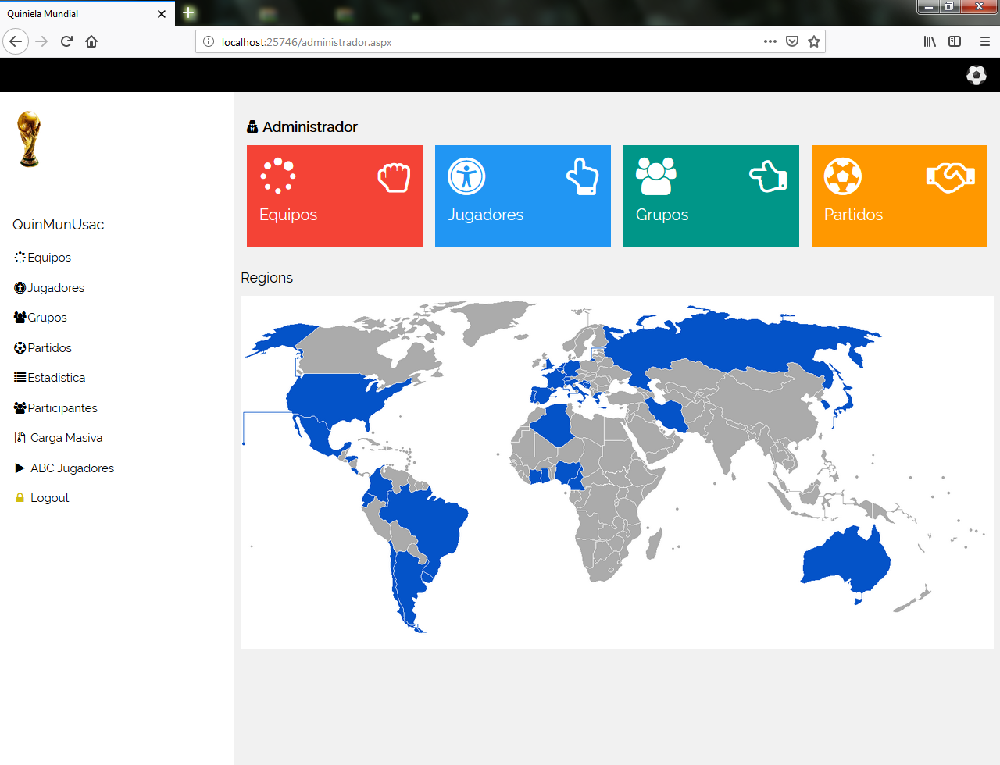 Quiniela Mundial
localhost:25746/administrador.aspx
Administrador
Equipos
Jugadores
Grupos
Partidos
QuinMunUsac
Equipos
Jugadores
Grupos
Partidos
Estadistica
Participantes
Carga Masiva
ABC Jugadores
Logout
Regions